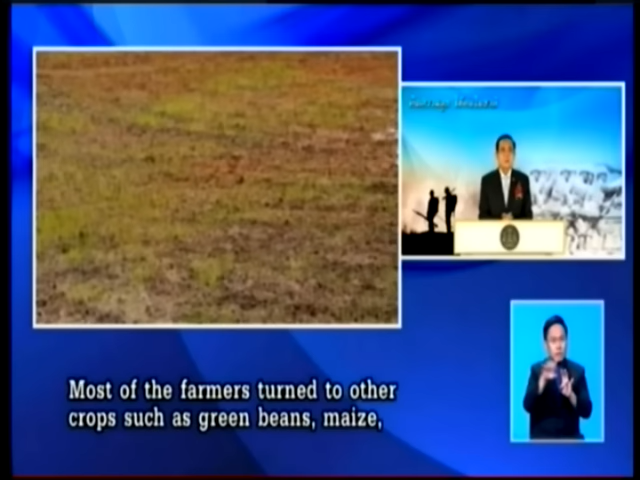 Most of the farmers turned to other
crops such as green beans, maize,